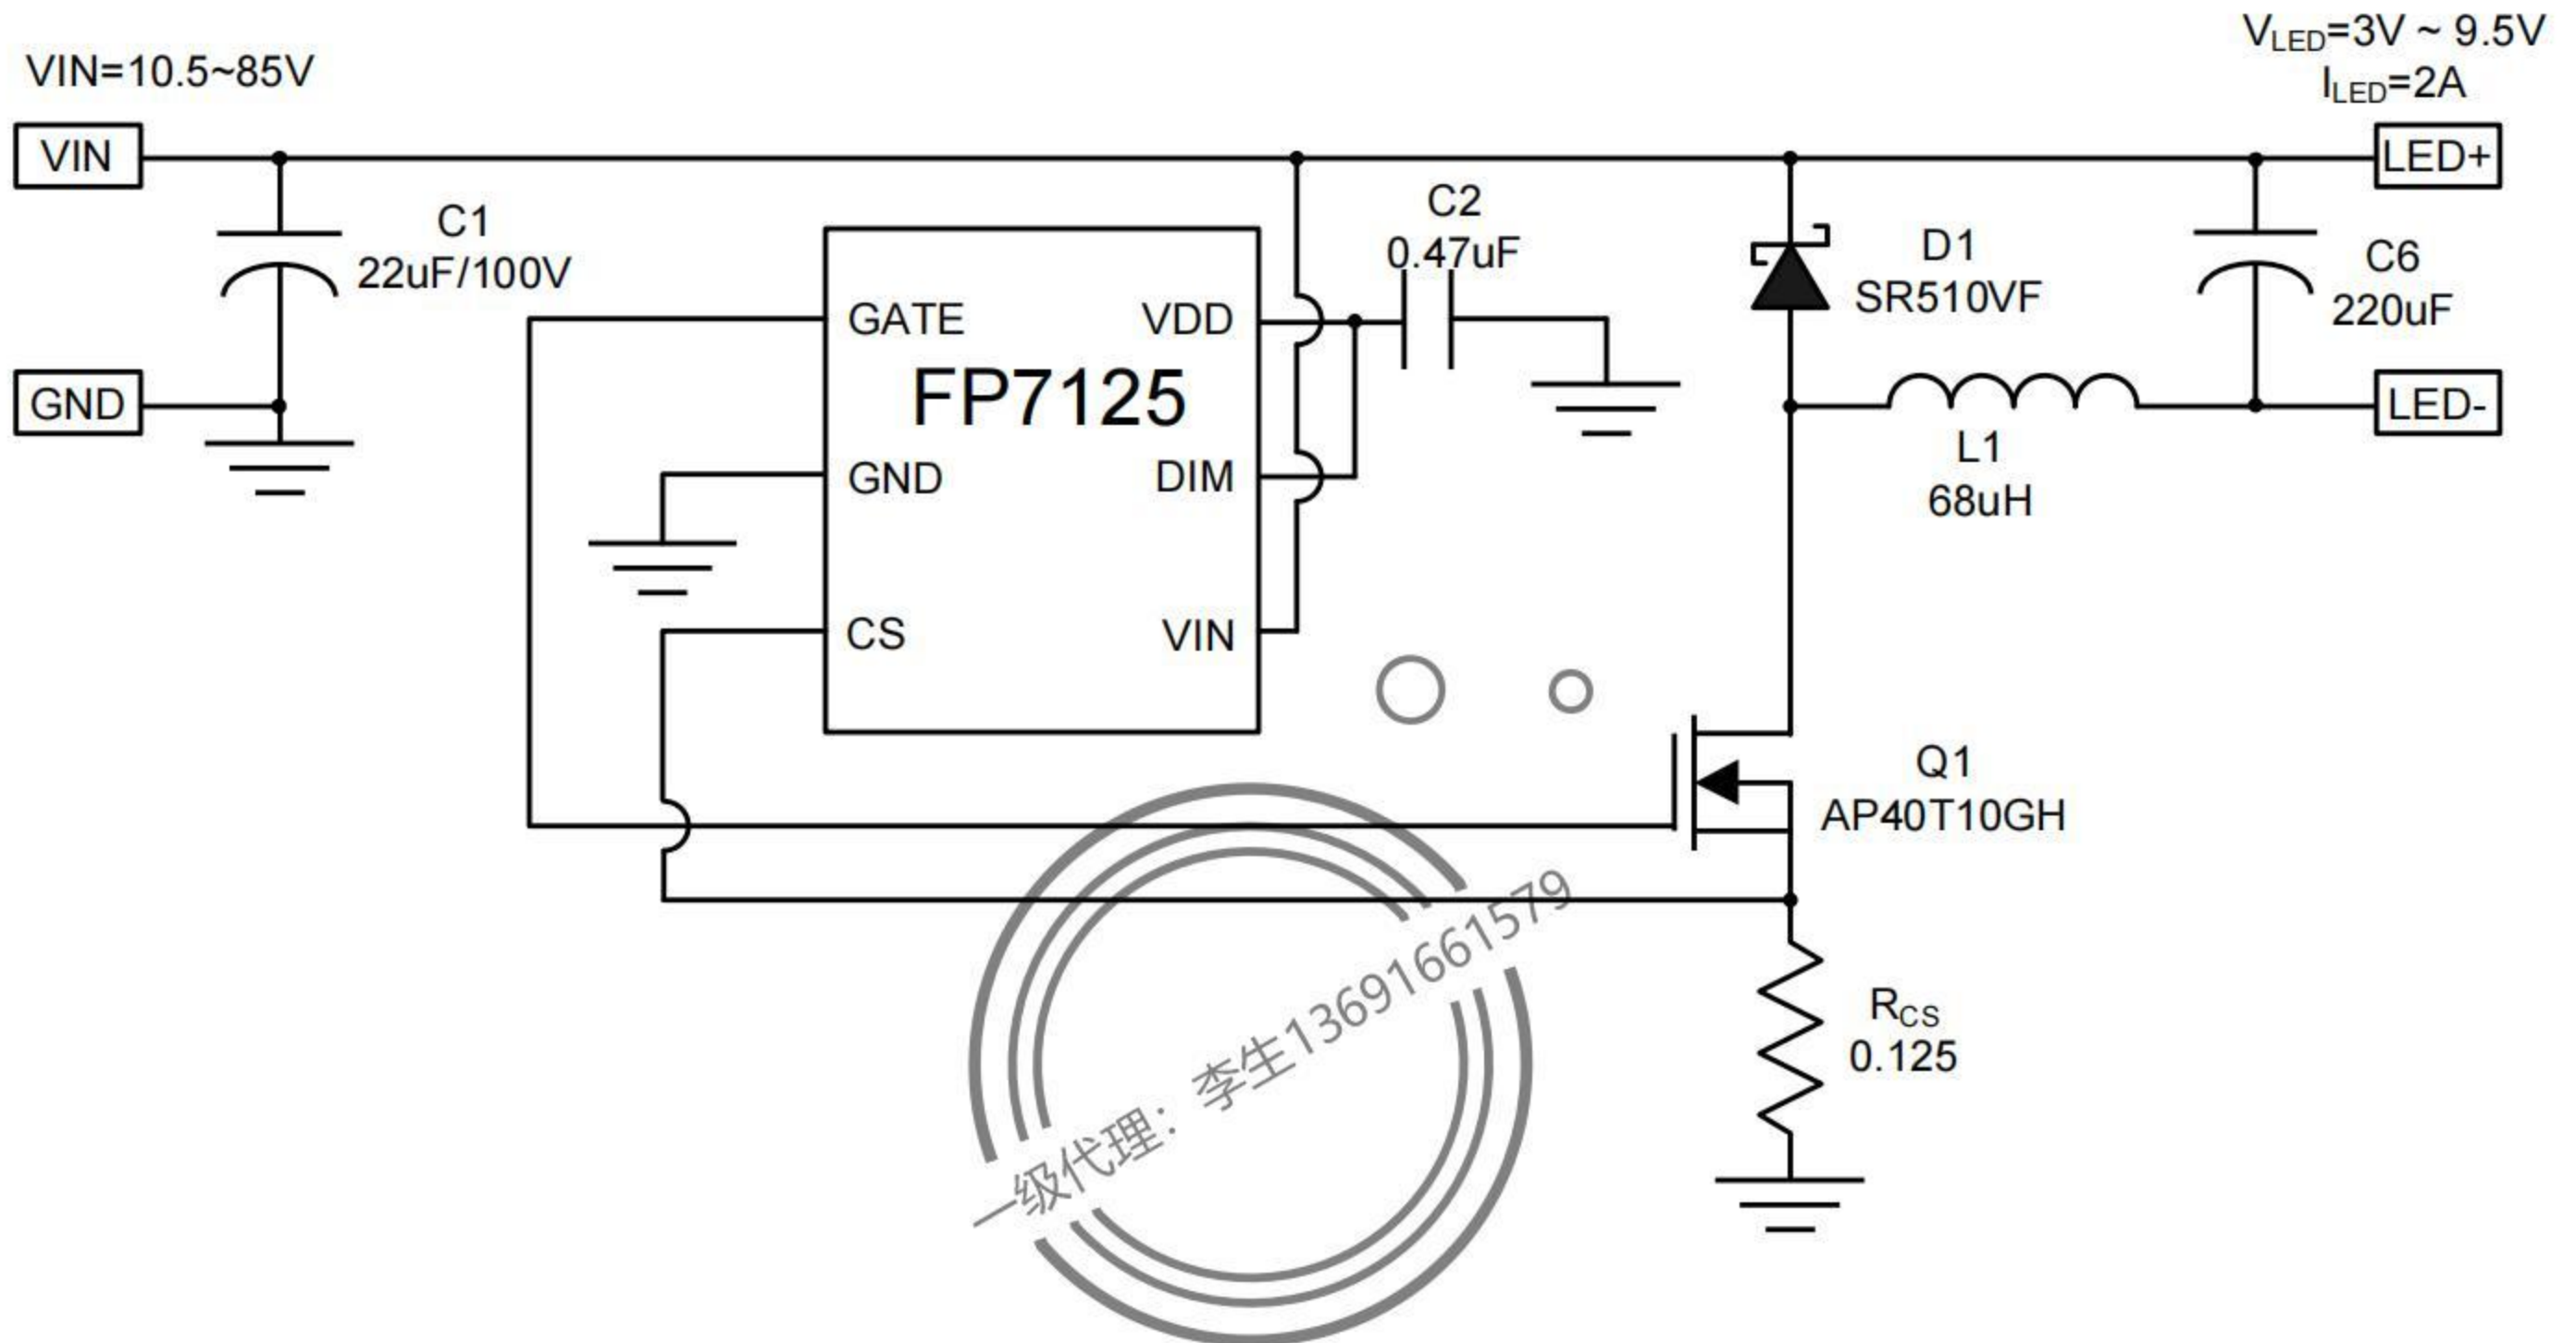 VIN=10.5~85V
VLED=3V ~ 9.5V
ILED=2A
VIN
LED+
C1
22uF/100V
GND
C2
0.47uF
D1
SR510VF
C6
220uF
GATE
VDD
FP7125
GND
DIM
CS
VIN
LED-
L1
68uH
Q1
AP40T10GH
RCS
0.125
一级代理：李生13691661579